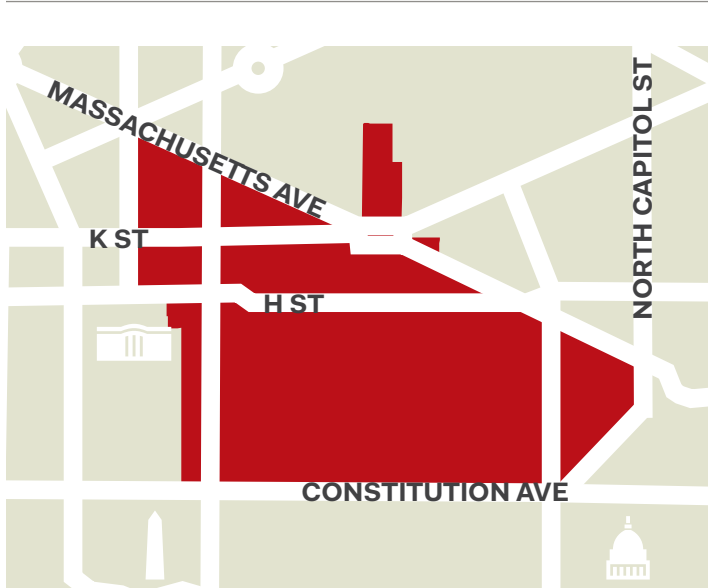 MASSACHUSETTS AVE
NORTH CAPITOL ST
K ST
H ST
CONSTITUTION AVE